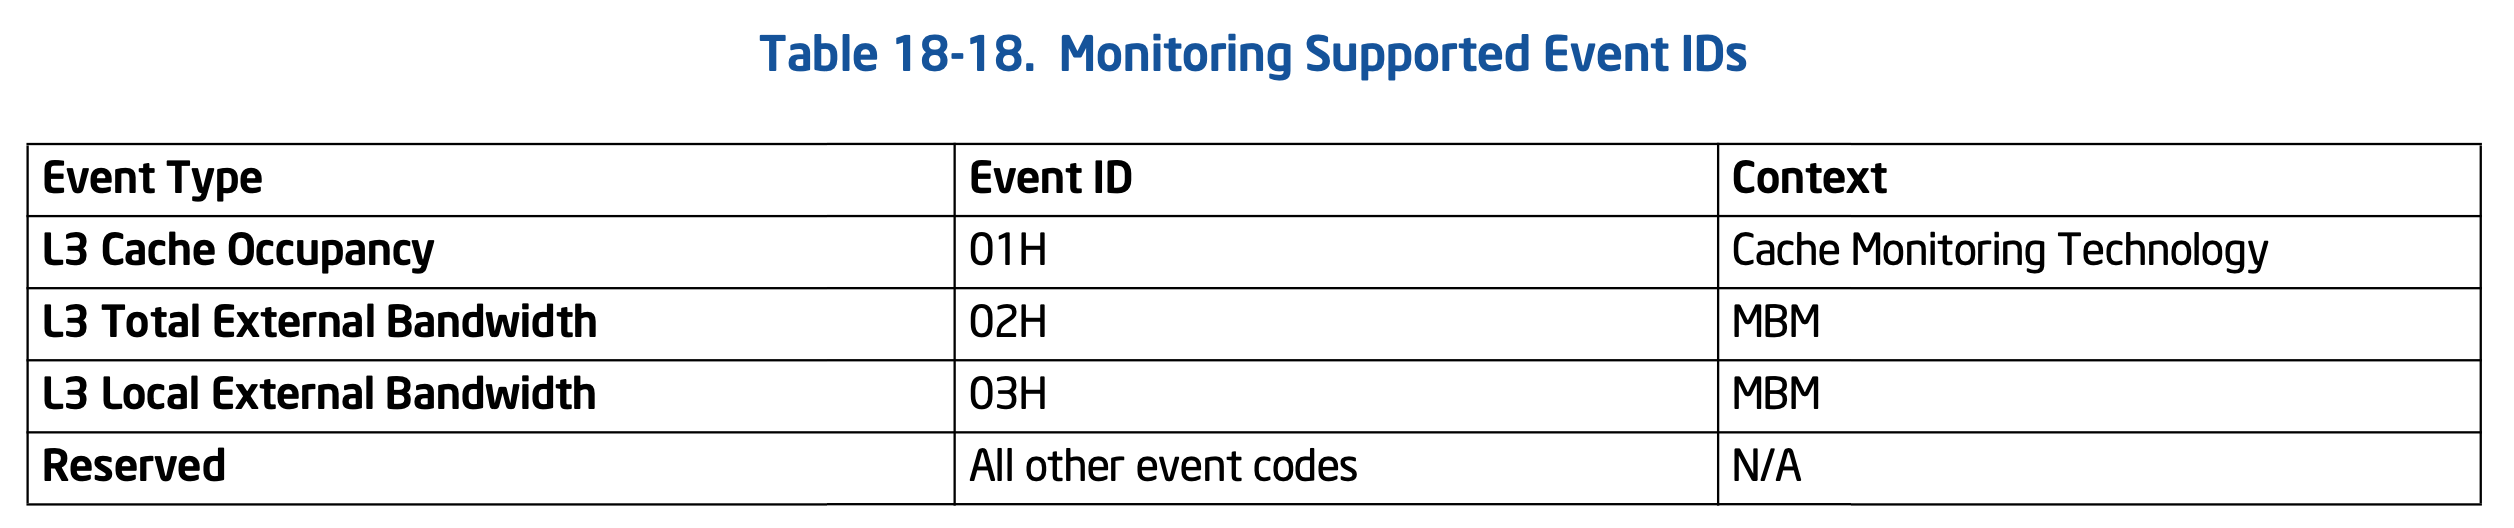 Table 18-18. Monitoring Supported Event IDs
Event Type Event ID Context
L3 Cache Occupancy 01H Cache Monitoring Technology
L3 Total External Bandwidth 02H MBM
L3 Local External Bandwidth 03H MBM
Reserved All other event codes N/A